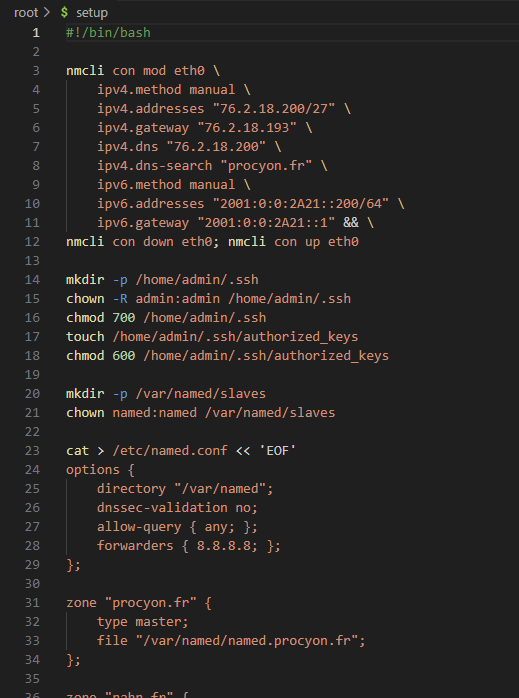 root > $ setup
1 #!/bin/bash
2
3 nmcli con mod eth0 \
4     ipv4.method manual \
5     ipv4.addresses "76.2.18.200/27" \
6     ipv4.gateway "76.2.18.193" \
7     ipv4.dns "76.2.18.200" \
8     ipv4.dns-search "procyon.fr" \
9     ipv6.method manual \
10     ipv6.addresses "2001:0:0:2A21::200/64" \
11     ipv6.gateway "2001:0:0:2A21::1" && \
12 nmcli con down eth0; nmcli con up eth0
13
14 mkdir -p /home/admin/.ssh
15 chown -R admin:admin /home/admin/.ssh
16 chmod 700 /home/admin/.ssh
17 touch /home/admin/.ssh/authorized_keys
18 chmod 600 /home/admin/.ssh/authorized_keys
19
20 mkdir -p /var/named/slaves
21 chown named:named /var/named/slaves
22
23 cat > /etc/named.conf << 'EOF'
24 options {
25     directory "/var/named";
26     dnssec-validation no;
27     allow-query { any; };
28     forwarders { 8.8.8.8; };
29 };
30
31 zone "procyon.fr" {
32     type master;
33     file "/var/named/named.procyon.fr";
34 };
35
36 zone